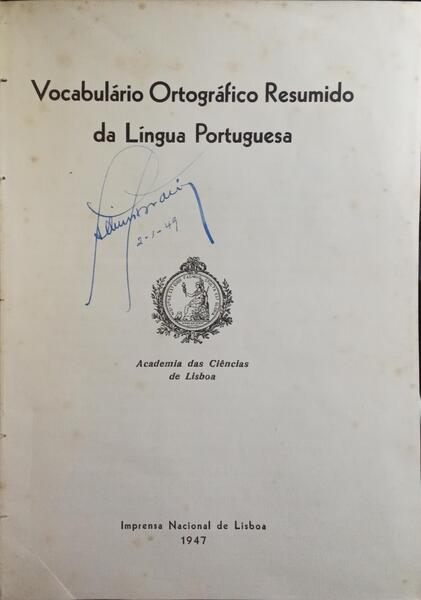 Vocabulário Ortográfico Resumido
da Língua Portuguesa
2-1-49
Academia das Ciências
de Lisboa
Imprensa Nacional de Lisboa
1947